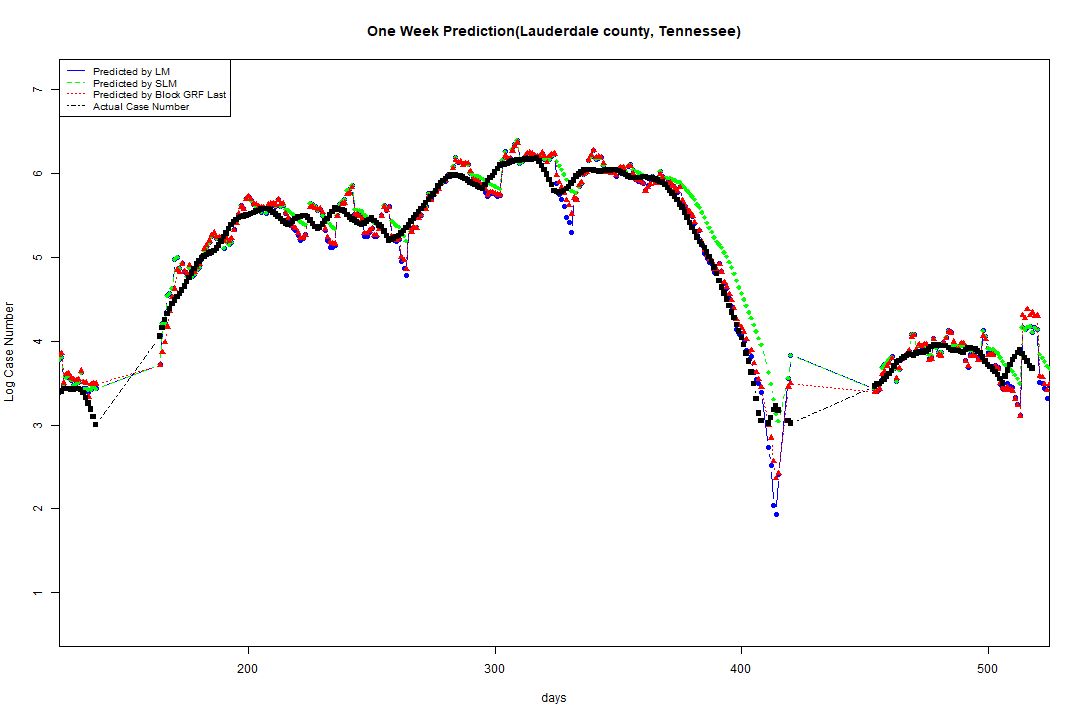 One Week Prediction(Lauderdale county, Tennessee)
Predicted by LM
Predicted by SLM
Predicted by Block GRF Last
Actual Case Number
7
6
5
4
3
2
1
Log Case Number
200 300 400 500
days